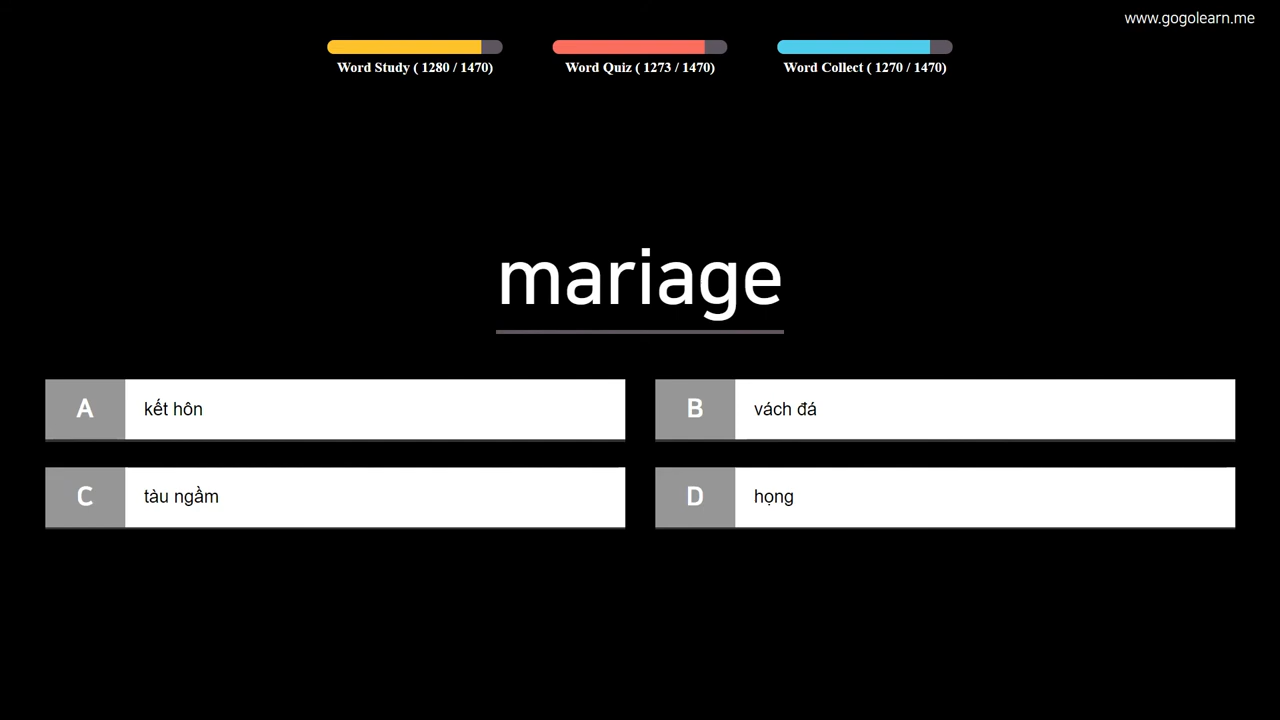 www.gogolearn.me
Word Study ( 1280 / 1470)
Word Quiz ( 1273 / 1470)
Word Collect ( 1270 / 1470)
mariage
A kết hôn
B vách đá
C tàu ngầm
D họng